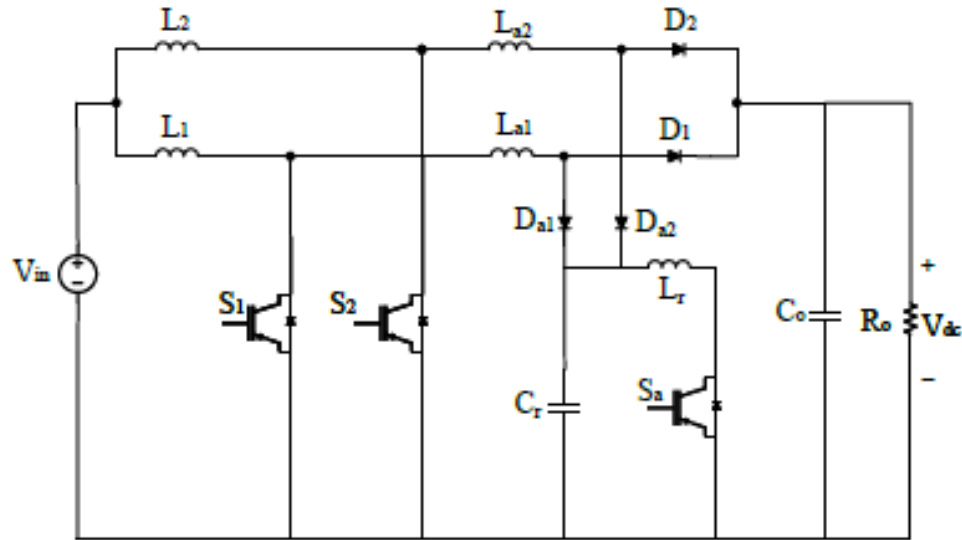 L2
La2
D2
L1
La1
D1
Da1
Da2
Vin
+
−
Lr
S1
S2
Co
Ro
+
Vdc
−
Cr
Sa